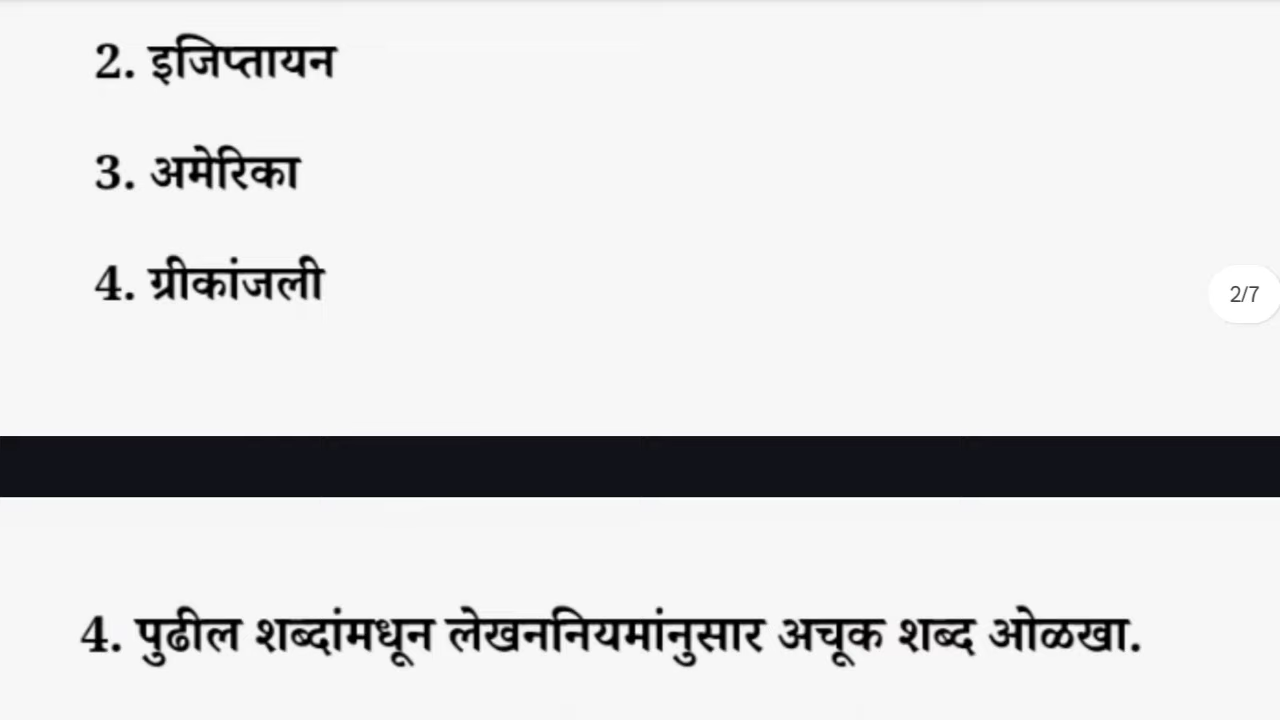 2. इजिप्तायन
3. अमेरिका
4. ग्रीकांजली
2/7
4. पुढील शब्दांमधून लेखननियमांनुसार अचूक शब्द ओळखा.